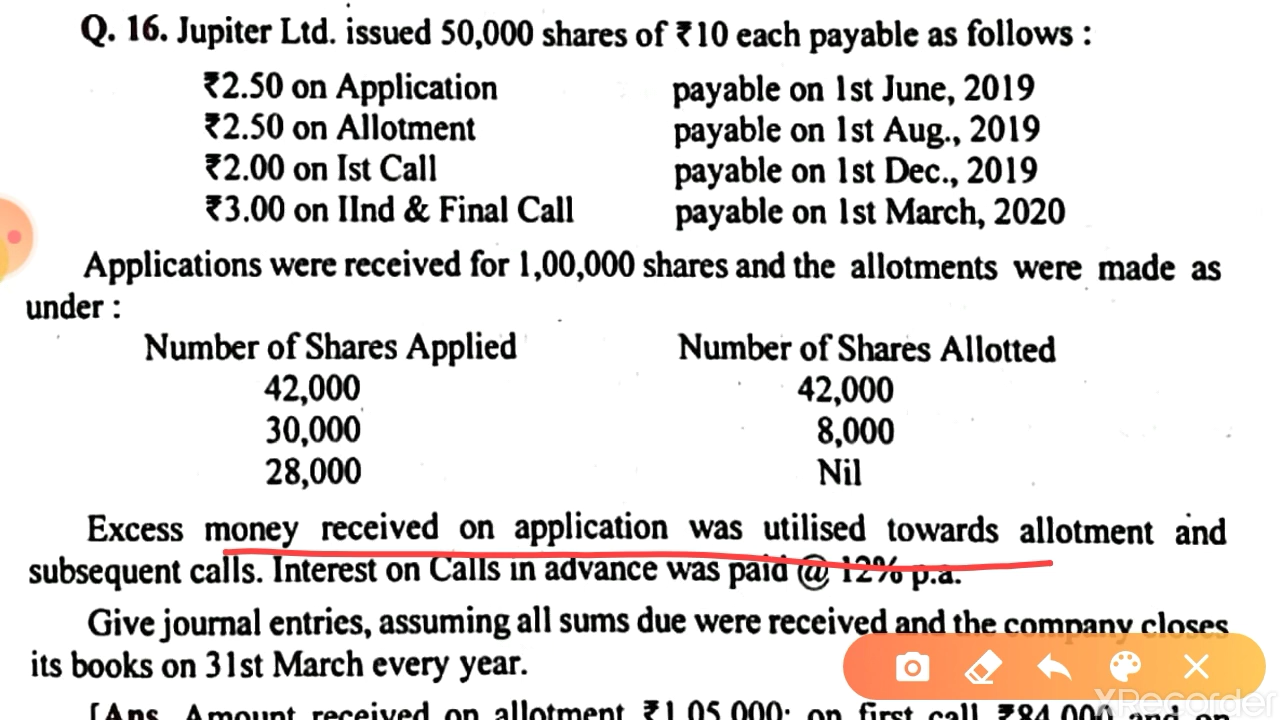 Q. 16. Jupiter Ltd. issued 50,000 shares of ₹10 each payable as follows :
₹2.50 on Application payable on 1st June, 2019
₹2.50 on Allotment payable on 1st Aug., 2019
₹2.00 on Ist Call payable on 1st Dec., 2019
₹3.00 on IInd & Final Call payable on 1st March, 2020
Applications were received for 1,00,000 shares and the allotments were made as
under :
Number of Shares Applied Number of Shares Allotted
42,000 42,000
30,000 8,000
28,000 Nil
Excess money received on application was utilised towards allotment and
subsequent calls. Interest on Calls in advance was paid @ 12% p.a.
Give journal entries, assuming all sums due were received and the company closes
its books on 31st March every year.
[Ans. Amount received on allotment ₹1,05,000; on first call ₹84,000 and
XRecorder